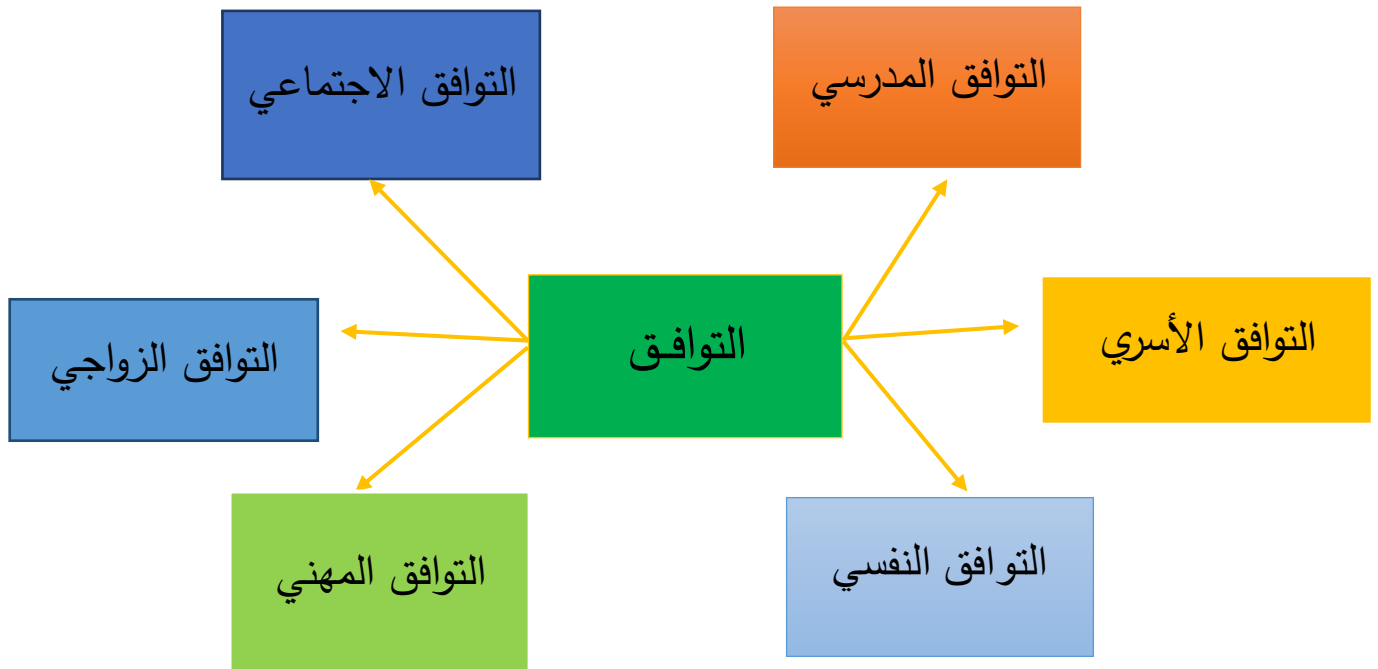 التوافق المدرسي
التوافق الاجتماعي
التوافق الأسري
التوافـق
التوافق الزواجي
التوافق النفسي
التوافق المهني